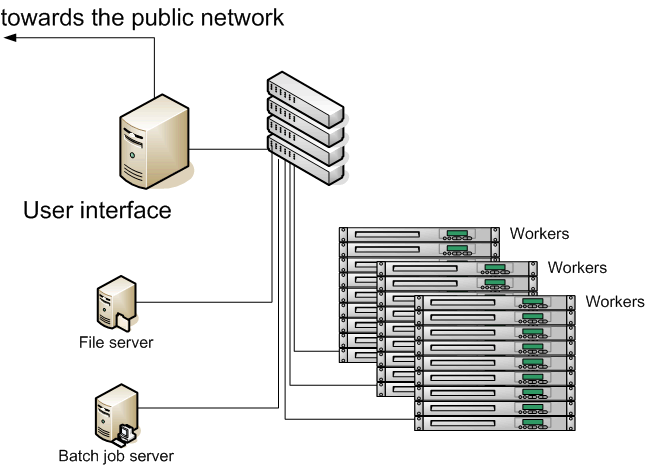 towards the public network
User interface
Workers
Workers
Workers
File server
Batch job server